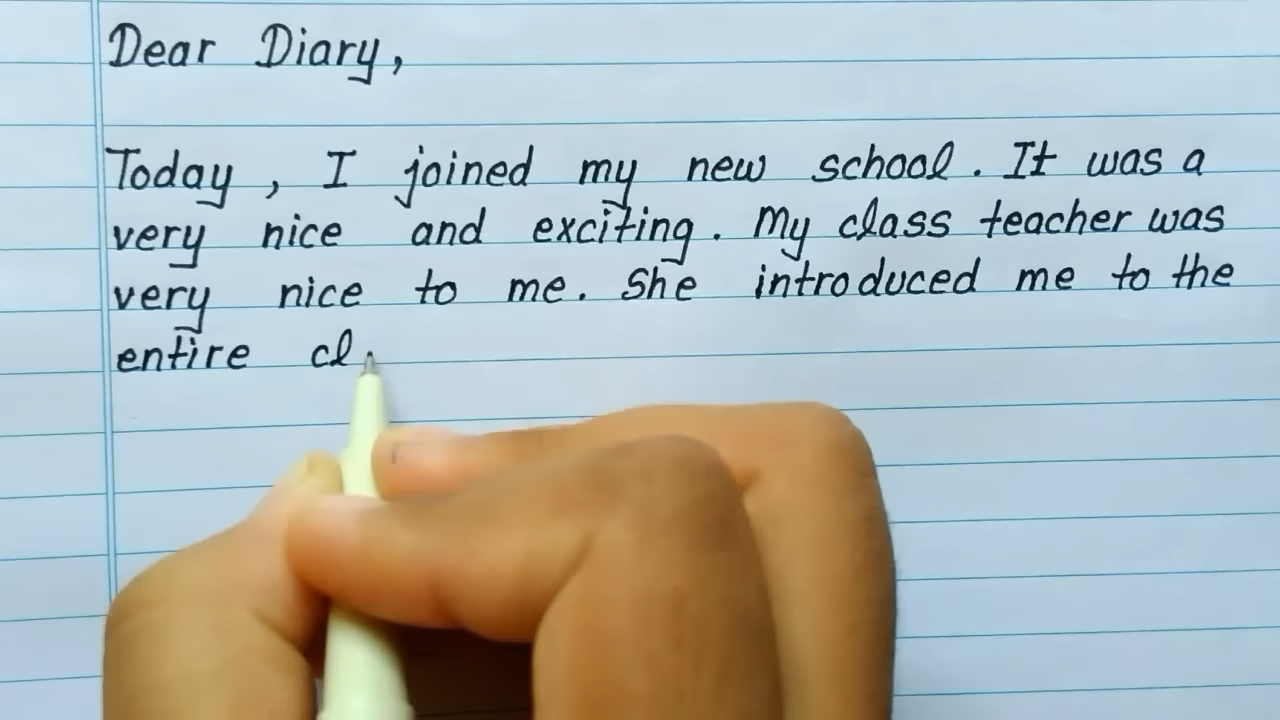 Dear Diary,
Today, I joined my new school. It was a
very nice and exciting. My class teacher was
very nice to me. She introduced me to the
entire cl